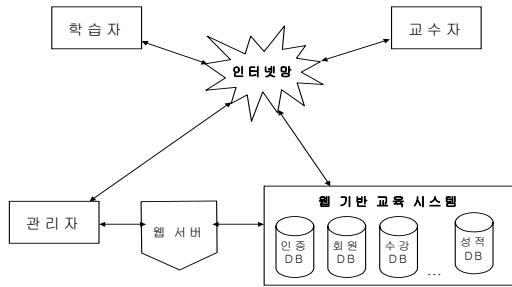 학습자
교수자
인터넷망
관리자
웹 서버
웹 기반 교육 시스템
인증
DB
회원
DB
수강
DB
...
성적
DB